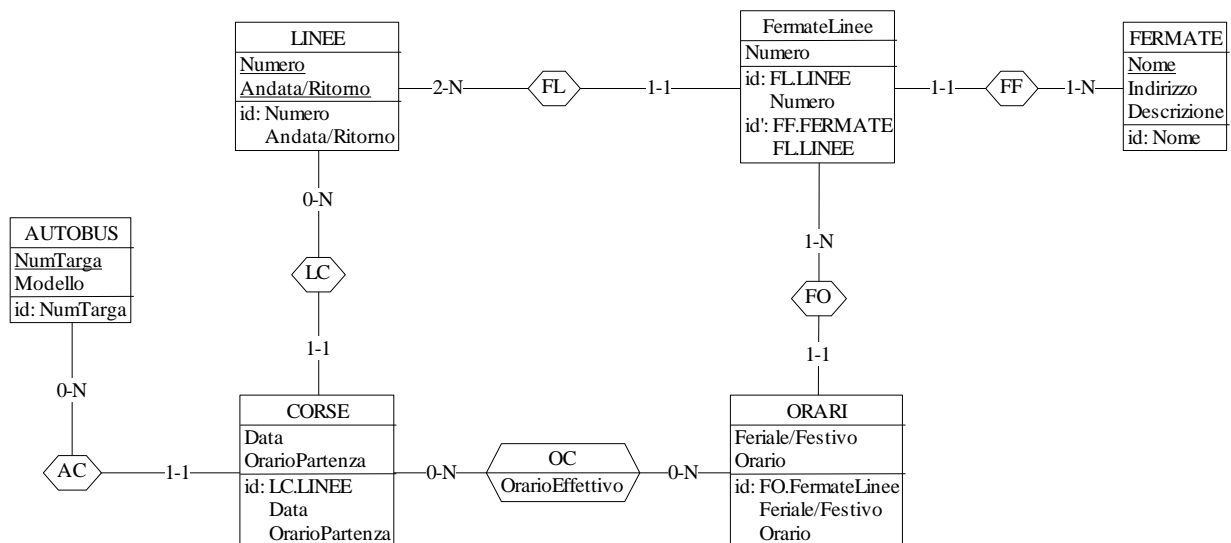 LINEE
Numero
Andata/Ritorno
id: Numero
Andata/Ritorno
2-N
FL
1-1
FermateLinee
Numero
id: FL.LINEE
Numero
id': FF.FERMATE
FL.LINEE
1-1
FF
1-N
FERMATE
Nome
Indirizzo
Descrizione
id: Nome
0-N
LC
1-1
1-N
FO
1-1
AUTOBUS
NumTarga
Modello
id: NumTarga
0-N
AC
1-1
CORSE
Data
OrarioPartenza
id: LC.LINEE
Data
OrarioPartenza
0-N
OC
OrarioEffettivo
0-N
ORARI
Feriale/Festivo
Orario
id: FO.FermateLinee
Feriale/Festivo
Orario